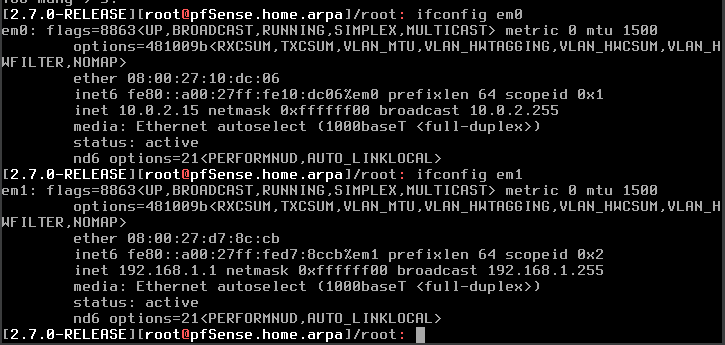 [2.7.0-RELEASE][root@pfSense.home.arpa]/root: ifconfig em0
em0: flags=8863<UP,BROADCAST,RUNNING,SIMPLEX,MULTICAST> metric 0 mtu 1500
options=481009b<RXCSUM,TXCSUM,VLAN_MTU,VLAN_HWTAGGING,VLAN_HWCSUM,VLAN_H
WFILTER,NOMAP>
ether 08:00:27:10:dc:06
inet6 fe80::a00:27ff:fe10:dc06%em0 prefixlen 64 scopeid 0x1
inet 10.0.2.15 netmask 0xffffff00 broadcast 10.0.2.255
media: Ethernet autoselect (1000baseT <full-duplex>)
status: active
nd6 options=21<PERFORMNUD,AUTO_LINKLOCAL>
[2.7.0-RELEASE][root@pfSense.home.arpa]/root: ifconfig em1
em1: flags=8863<UP,BROADCAST,RUNNING,SIMPLEX,MULTICAST> metric 0 mtu 1500
options=481009b<RXCSUM,TXCSUM,VLAN_MTU,VLAN_HWTAGGING,VLAN_HWCSUM,VLAN_H
WFILTER,NOMAP>
ether 08:00:27:d7:8c:cb
inet6 fe80::a00:27ff:fed7:8ccb%em1 prefixlen 64 scopeid 0x2
inet 192.168.1.1 netmask 0xffffff00 broadcast 192.168.1.255
media: Ethernet autoselect (1000baseT <full-duplex>)
status: active
nd6 options=21<PERFORMNUD,AUTO_LINKLOCAL>
[2.7.0-RELEASE][root@pfSense.home.arpa]/root: